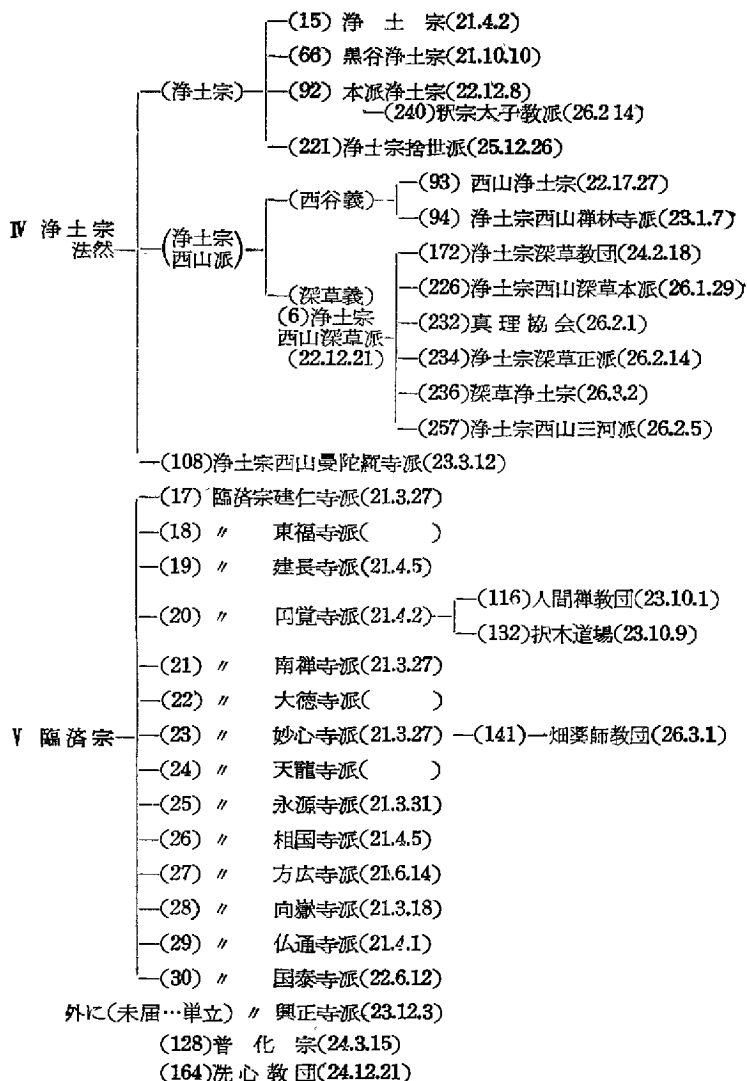 (15) 浄土宗(21.4.2)
(66) 黒谷浄土宗(21.10.10)
(浄土宗)
(92) 本派浄土宗(22.12.8)
(240)釈宗太子教派(26.2 14)
(221)浄士宗捨世派(25.12.26)
(西谷義)
(93) 西山浄土宗(22.17.27)
(94) 浄土宗西山禅林寺派(23.1.7)
Ⅳ 浄土宗
法然
(浄土宗
西山派)
(172)浄土宗深草教団(24.2.18)
(深草義)
(226)浄土宗西山深草本派(26.1.29)
(6)浄土宗
西山深草派
(22.12.21)
(232)真理協会(26.2.1)
(234)浄土宗深草正派(26.2.14)
(236)深草浄土宗(26.3.2)
(257)浄土宗西山三河派(26.2.5)
(108)浄土宗西山曼陀羅寺派(23.3.12)
(17) 臨済宗建仁寺派(21.3.27)
(18) 〃 東福寺派( )
(19) 〃 建長寺派(21.4.5)
(116)人間禅教団(23.10.1)
(20) 〃 円覚寺派(21.4.2)
(132)択木道場(23.10.9)
(21) 〃 南禅寺派(21.3.27)
(22) 〃 大徳寺派( )
Ⅴ 臨済宗
(23) 〃 妙心寺派(21.3.27)
(141)一畑薬師教団(26.3.1)
(24) 〃 天龍寺派( )
(25) 〃 永源寺派(21.3.31)
(26) 〃 相国寺派(21.4.5)
(27) 〃 方広寺派(21.6.14)
(28) 〃 向嶽寺派(21.3.18)
(29) 〃 仏通寺派(21.4.1)
(30) 〃 国泰寺派(22.6.12)
外に(未届…単立) 〃 興正寺派(23.12.3)
(128)普化宗(24.3.15)
(164)洗心教団(24.12.21)